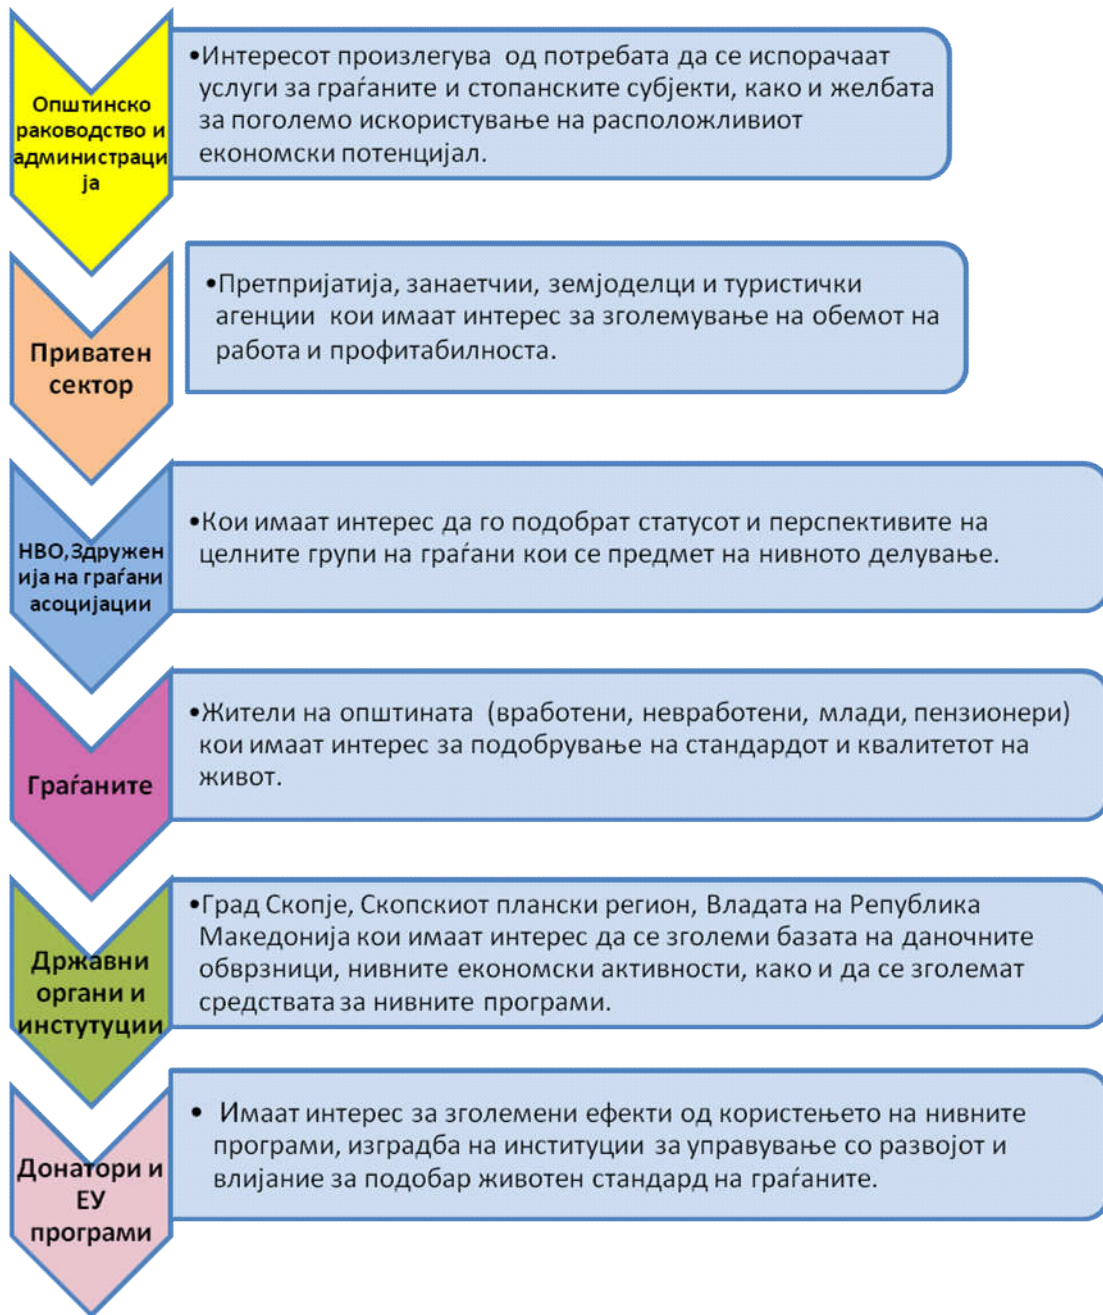 Општинско
раководство и
администраци
ја
•Интересот произлегува од потребата да се испорачаат
услуги за граѓаните и стопанските субјекти, како и желбата
за поголемо искористување на расположливиот
економски потенцијал.
Приватен
сектор
•Претпријатија, занаетчии, земјоделци и туристички
агенции кои имаат интерес за зголемување на обемот на
работа и профитабилноста.
НВО,Здружен
ија на граѓани
асоцијации
•Кои имаат интерес да го подобрат статусот и перспективите на
целните групи на граѓани кои се предмет на нивното делување.
Граѓаните
•Жители на општината (вработени, невработени, млади, пензионери)
кои имаат интерес за подобрување на стандардот и квалитетот на
живот.
Државни
органи и
инстутуции
•Град Скопје, Скопскиот плански регион, Владата на Република
Македонија кои имаат интерес да се зголеми базата на даночните
обврзници, нивните економски активности, како и да се зголемат
средствата за нивните програми.
Донатори и
ЕУ
програми
• Имаат интерес за зголемени ефекти од користењето на нивните
програми, изградба на институции за управување со развојот и
влијание за подобар животен стандард на граѓаните.